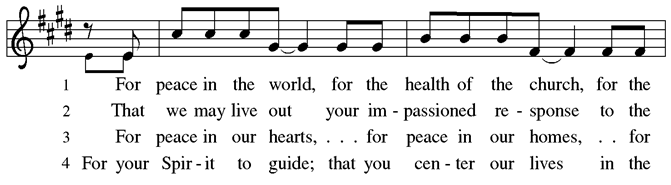 1 For peace in the world, for the health of the church, for the
2 That we may live out your im - passioned re - sponse to the
3 For peace in our hearts, . . . for peace in our homes, . . for
4 For your Spir - it to guide; that you cen - ter our lives in the